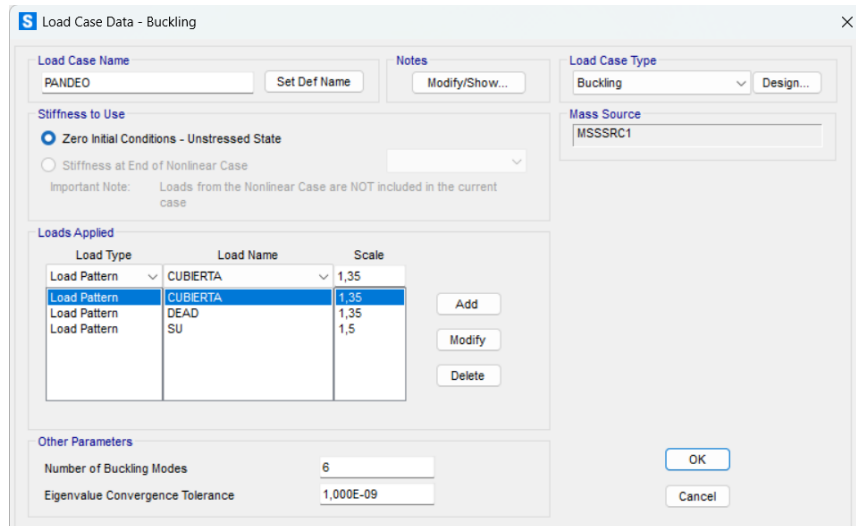 S Load Case Data - Buckling
Load Case Name
PANDEO
Set Def Name
Notes
Modify/Show...
Load Case Type
Buckling
Design...
Stiffness to Use
Zero Initial Conditions - Unstressed State
Stiffness at End of Nonlinear Case
Important Note: Loads from the Nonlinear Case are NOT included in the current
case
Mass Source
MSSSRC1
Loads Applied
Load Type Load Name Scale
Load Pattern CUBIERTA 1,35
Load Pattern CUBIERTA 1,35
Load Pattern DEAD 1,35
Load Pattern SU 1,5
Add
Modify
Delete
Other Parameters
Number of Buckling Modes 6
Eigenvalue Convergence Tolerance 1,000E-09
OK
Cancel